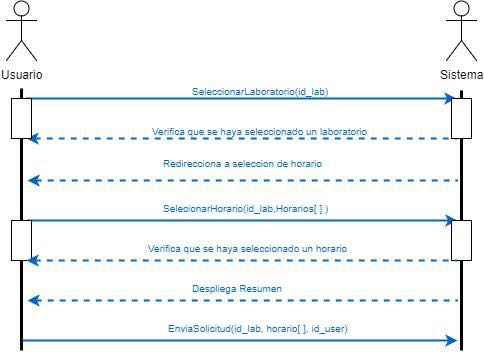 Usuario
Sistema
SeleccionarLaboratorio(id_lab)
Verifica que se haya seleccionado un laboratorio
Redirecciona a seleccion de horario
SelecionarHorario(id_lab,Horarios[ ] )
Verifica que se haya seleccionado un horario
Despliega Resumen
EnviaSolicitud(id_lab, horario[ ], id_user)